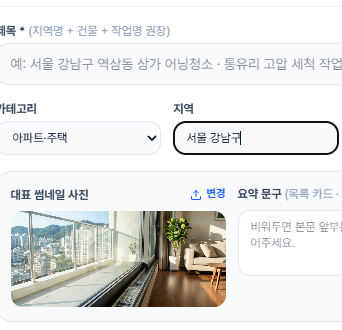 제목 * (지역명 + 건물 + 작업명 권장)
예: 서울 강남구 역삼동 상가 어닝청소 · 통유리 고압 세척 작업
카테고리 지역
아파트·주택 서울 강남구
대표 썸네일 사진 변경 요약 문구 (목록 카드 ·
비워두면 본문 앞부
어주세요.